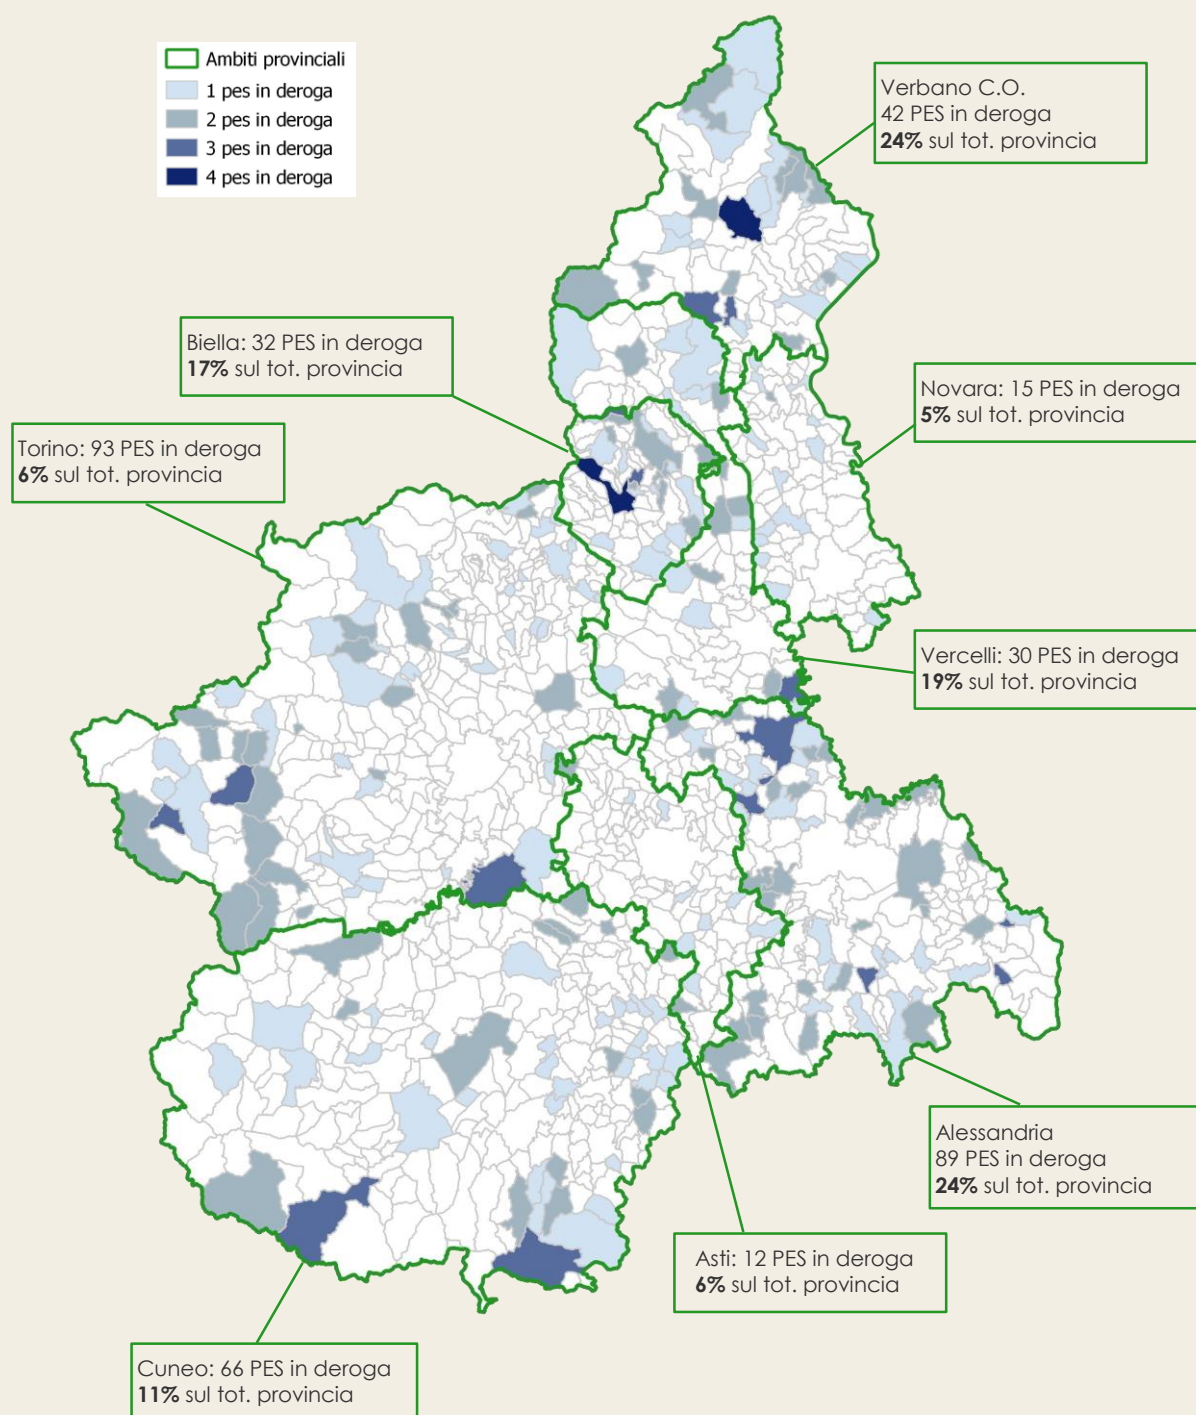 Ambiti provinciali
1 pes in deroga
2 pes in deroga
3 pes in deroga
4 pes in deroga
Verbano C.O.
42 PES in deroga
24% sul tot. provincia
Biella: 32 PES in deroga
17% sul tot. provincia
Novara: 15 PES in deroga
5% sul tot. provincia
Torino: 93 PES in deroga
6% sul tot. provincia
Vercelli: 30 PES in deroga
19% sul tot. provincia
Alessandria
89 PES in deroga
24% sul tot. provincia
Asti: 12 PES in deroga
6% sul tot. provincia
Cuneo: 66 PES in deroga
11% sul tot. provincia